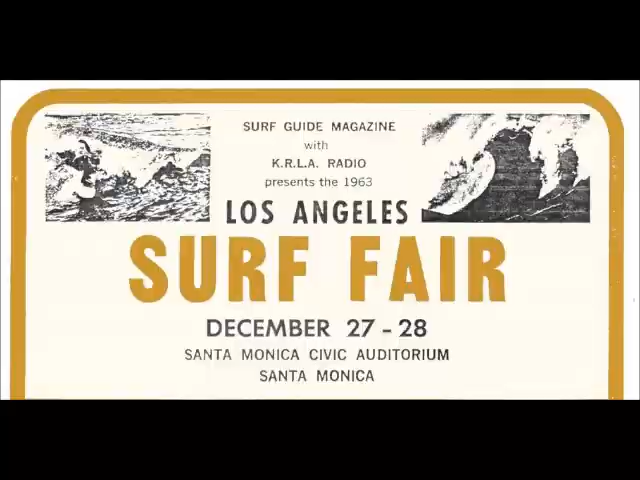 SURF GUIDE MAGAZINE
with
K.R.L.A. RADIO
presents the 1963
LOS ANGELES
SURF FAIR
DECEMBER 27-28
SANTA MONICA CIVIC AUDITORIUM
SANTA MONICA